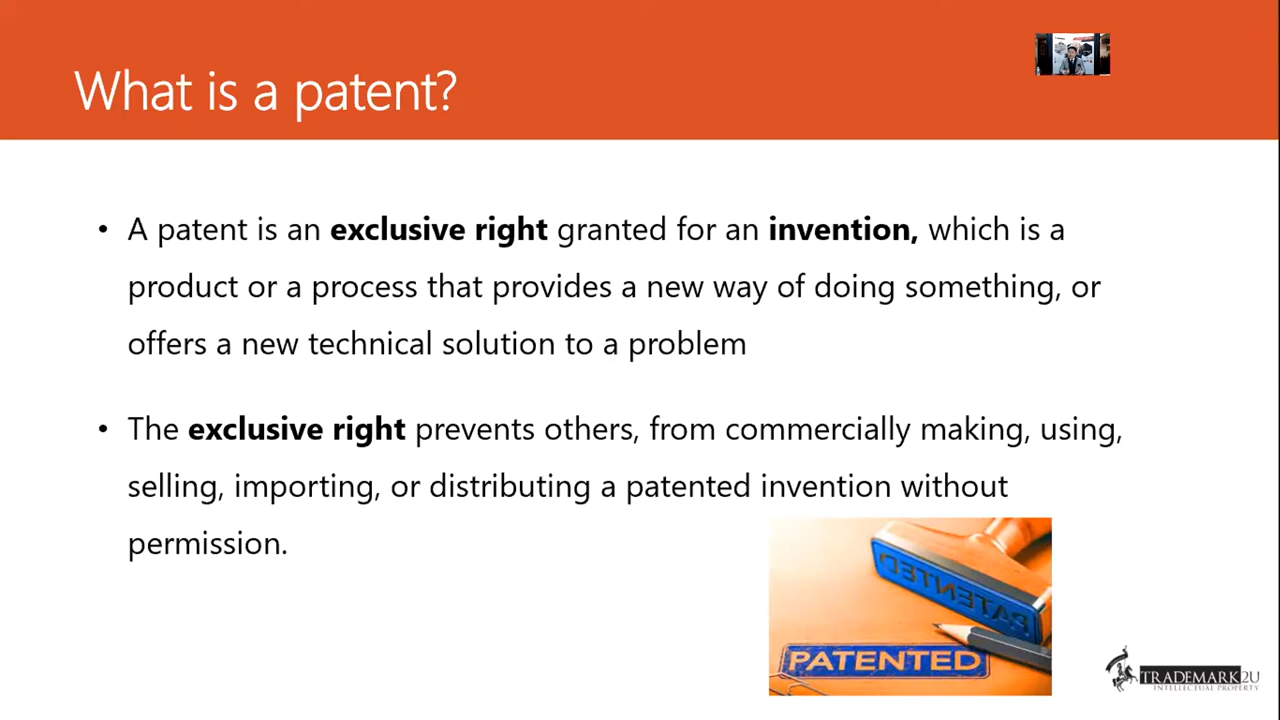 What is a patent?
• A patent is an exclusive right granted for an invention, which is a
product or a process that provides a new way of doing something, or
offers a new technical solution to a problem
• The exclusive right prevents others, from commercially making, using,
selling, importing, or distributing a patented invention without
permission.
PATENTED
PATENTED
TRADEMARK2U
INTELLECTUAL PROPERTY